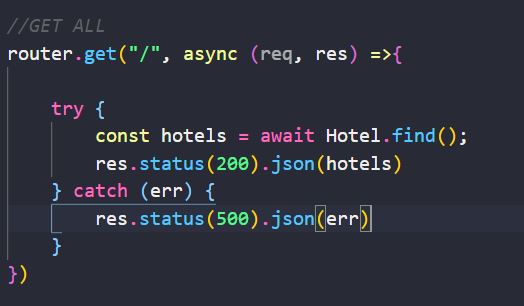 //GET ALL
router.get("/", async (req, res) =>{
try {
const hotels = await Hotel.find();
res.status(200).json(hotels)
} catch (err) {
res.status(500).json(err)
}
})